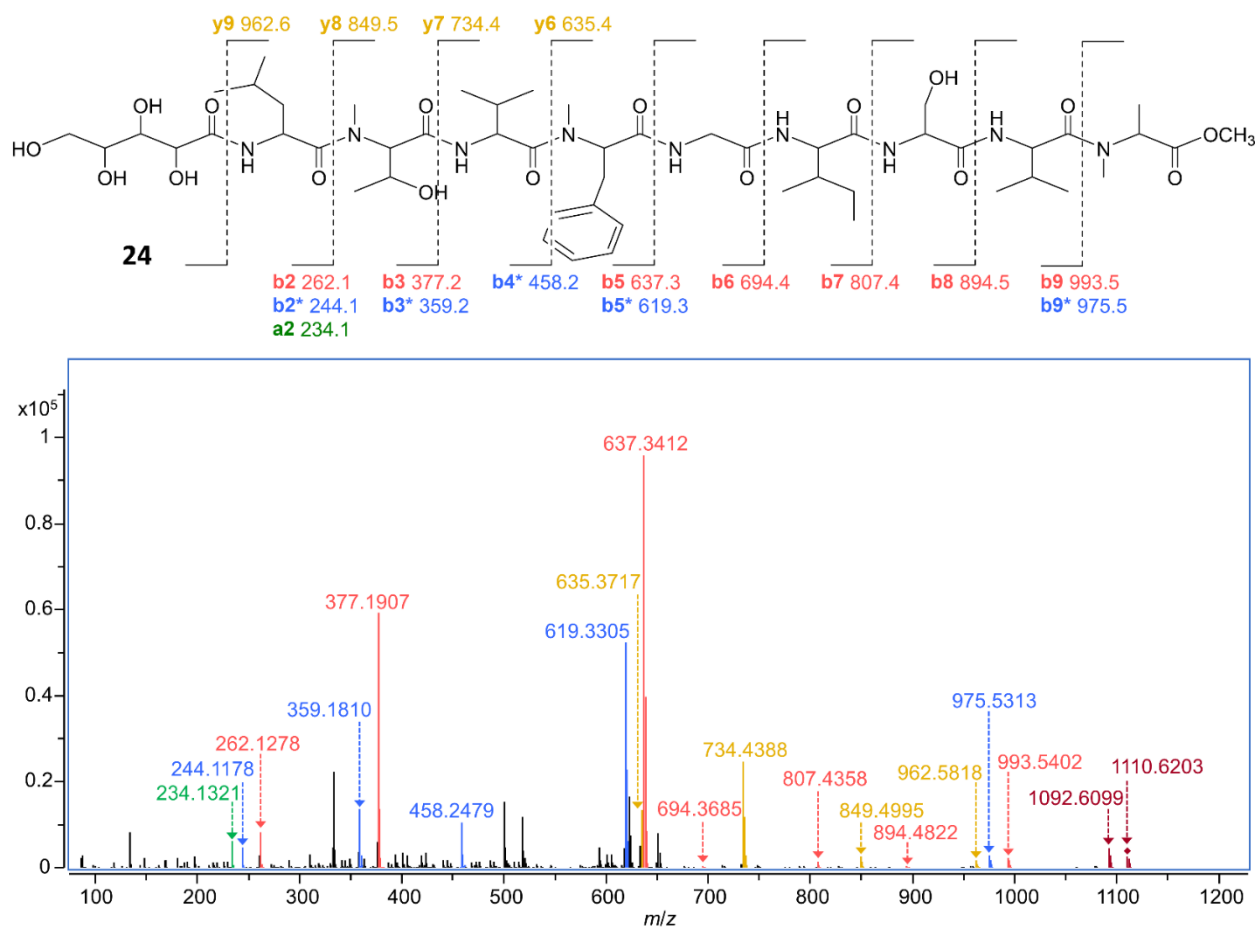 y9 962.6 y8 849.5 y7 734.4 y6 635.4
OH
OH OH O H N O O H N O O H N O
HO N N N N N OCH3
OH OH H O OH H O H O H O O
24
b2 262.1 b3 377.2 b4* 458.2 b5 637.3 b6 694.4 b7 807.4 b8 894.5 b9 993.5
b2* 244.1 b3* 359.2 b5* 619.3 b9* 975.5
a2 234.1
x10⁵
1
0.8
0.6
0.4
0.2
0
637.3412
635.3717
377.1907
619.3305
359.1810
975.5313
262.1278
734.4388
244.1178
807.4358
962.5818
993.5402
1110.6203
234.1321
458.2479
694.3685
849.4995
894.4822
1092.6099
100 200 300 400 500 600 700 800 900 1000 1100 1200
m/z